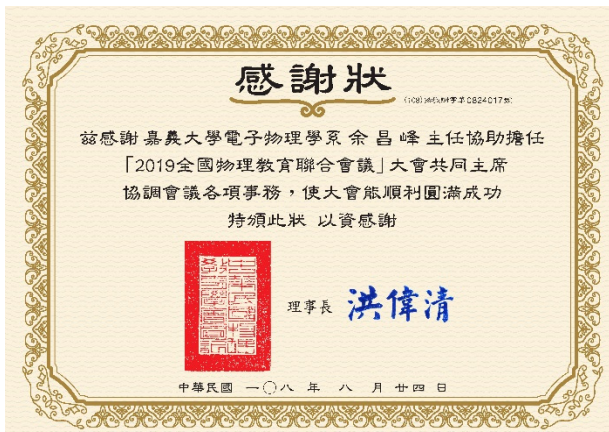 感謝狀
茲感謝 嘉義大學電子物理學系 余昌峰 主任協助擔任
「2019全國物理教育聯合會議」大會共同主席
協調會議各項事務，使大會能順利圓滿成功
特頒此狀 以資感謝
理事長 洪偉清
中華民國 一〇八 年 八 月 廿四 日